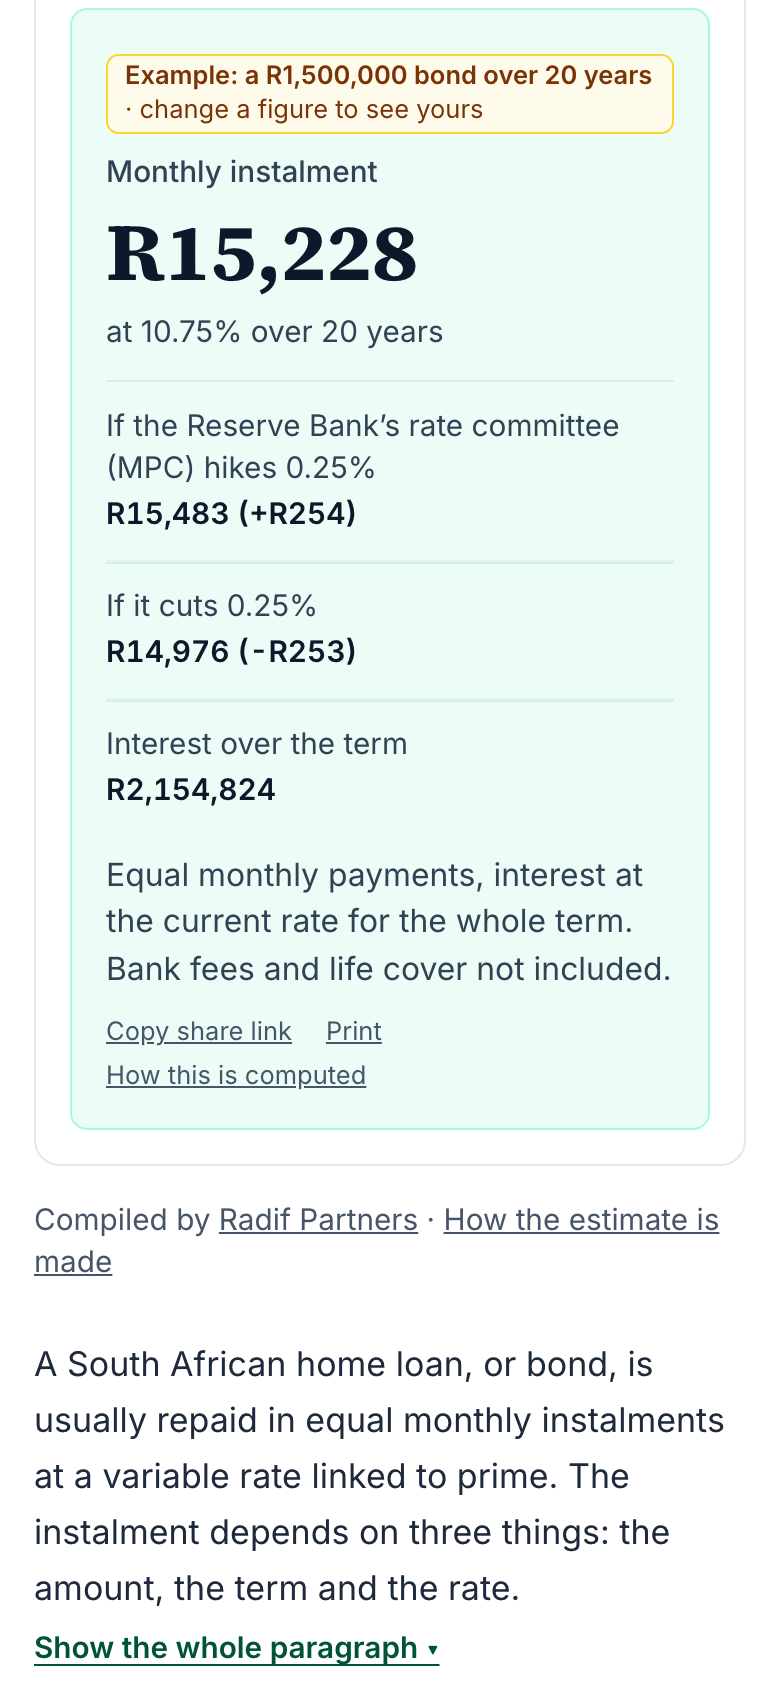 Example: a R1,500,000 bond over 20 years
· change a figure to see yours
Monthly instalment
R15,228
at 10.75% over 20 years
If the Reserve Bank’s rate committee
(MPC) hikes 0.25%
R15,483 (+R254)
If it cuts 0.25%
R14,976 (-R253)
Interest over the term
R2,154,824
Equal monthly payments, interest at
the current rate for the whole term.
Bank fees and life cover not included.
Copy share link Print
How this is computed
Compiled by Radif Partners · How the estimate is
made
A South African home loan, or bond, is
usually repaid in equal monthly instalments
at a variable rate linked to prime. The
instalment depends on three things: the
amount, the term and the rate.
Show the whole paragraph ▾